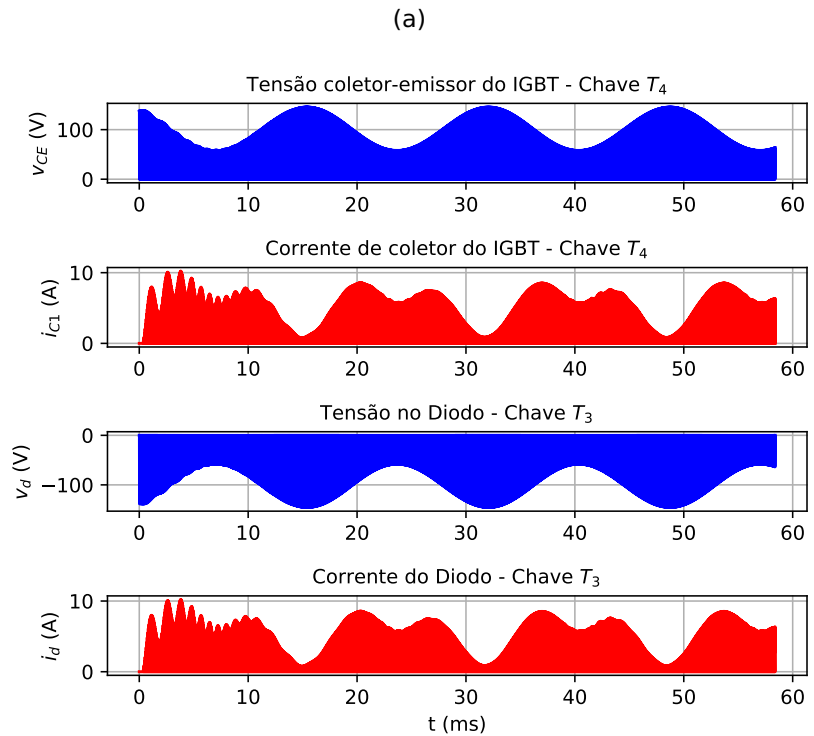 (a)
Tensão coletor-emissor do IGBT - Chave T4
vCE (V)
100
0
0 10 20 30 40 50 60
Corrente de coletor do IGBT - Chave T4
iC1 (A)
10
0
0 10 20 30 40 50 60
Tensão no Diodo - Chave T3
vd (V)
0
−100
0 10 20 30 40 50 60
Corrente do Diodo - Chave T3
id (A)
10
0
0 10 20 30 40 50 60
t (ms)